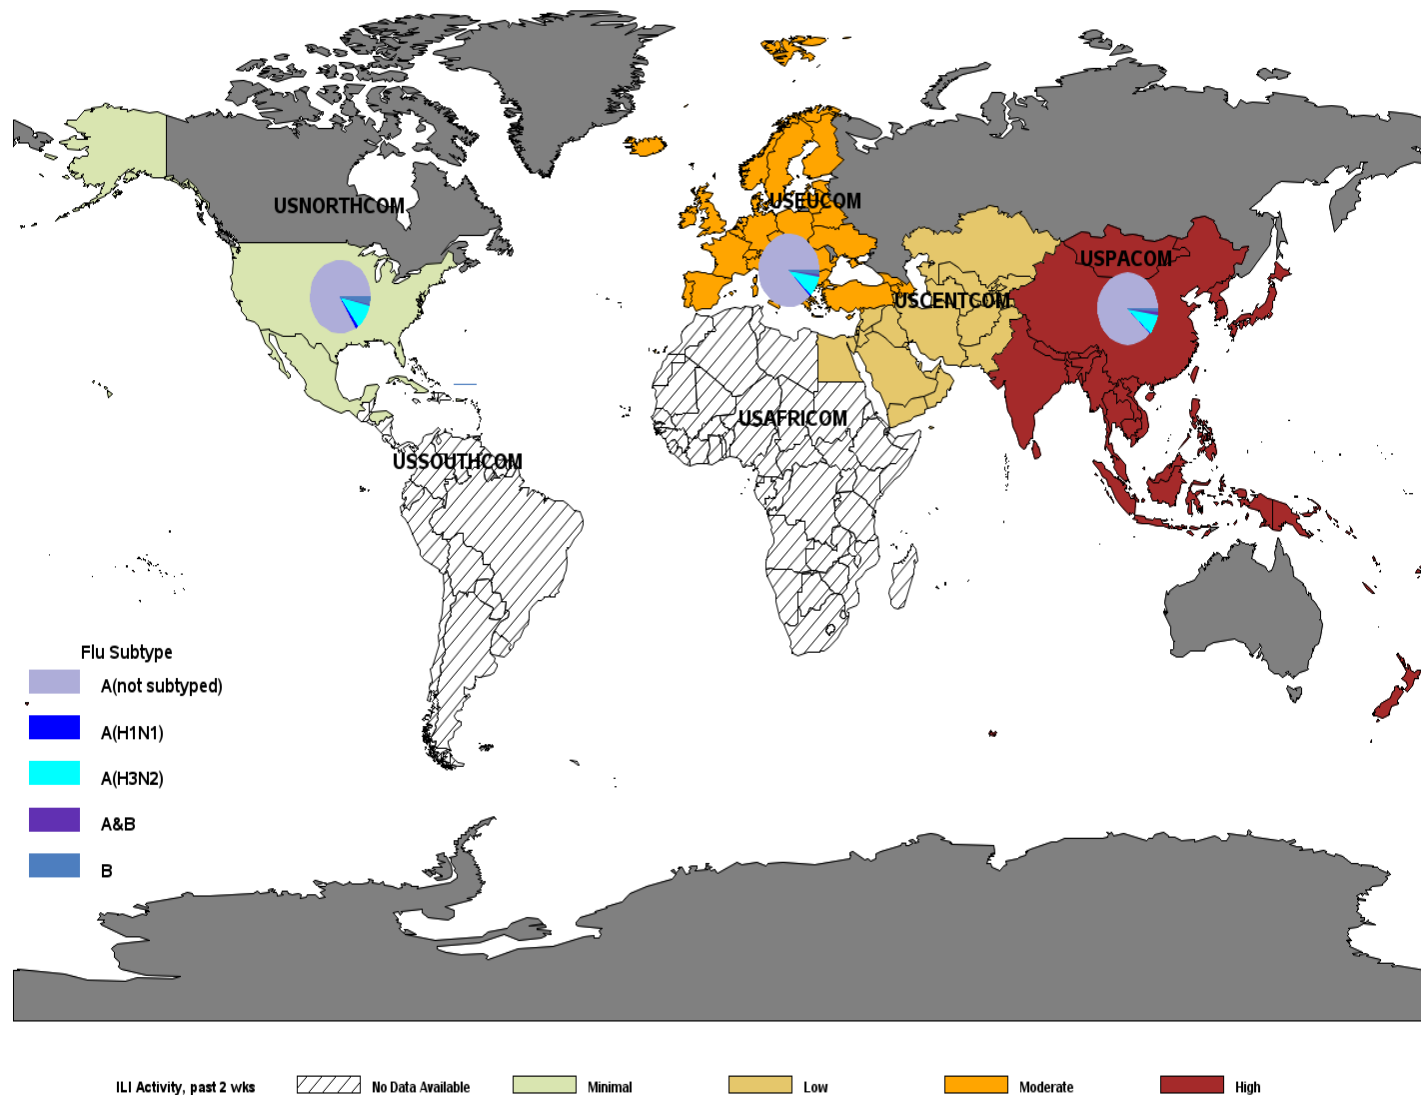 USNORTHCOM
USEUCOM
USPACOM
USCENTCOM
USAFRICOM
USSOUTHCOM
Flu Subtype
A(not subtyped)
A(H1N1)
A(H3N2)
A&B
B
ILI Activity, past 2 wks No Data Available Minimal Low Moderate High